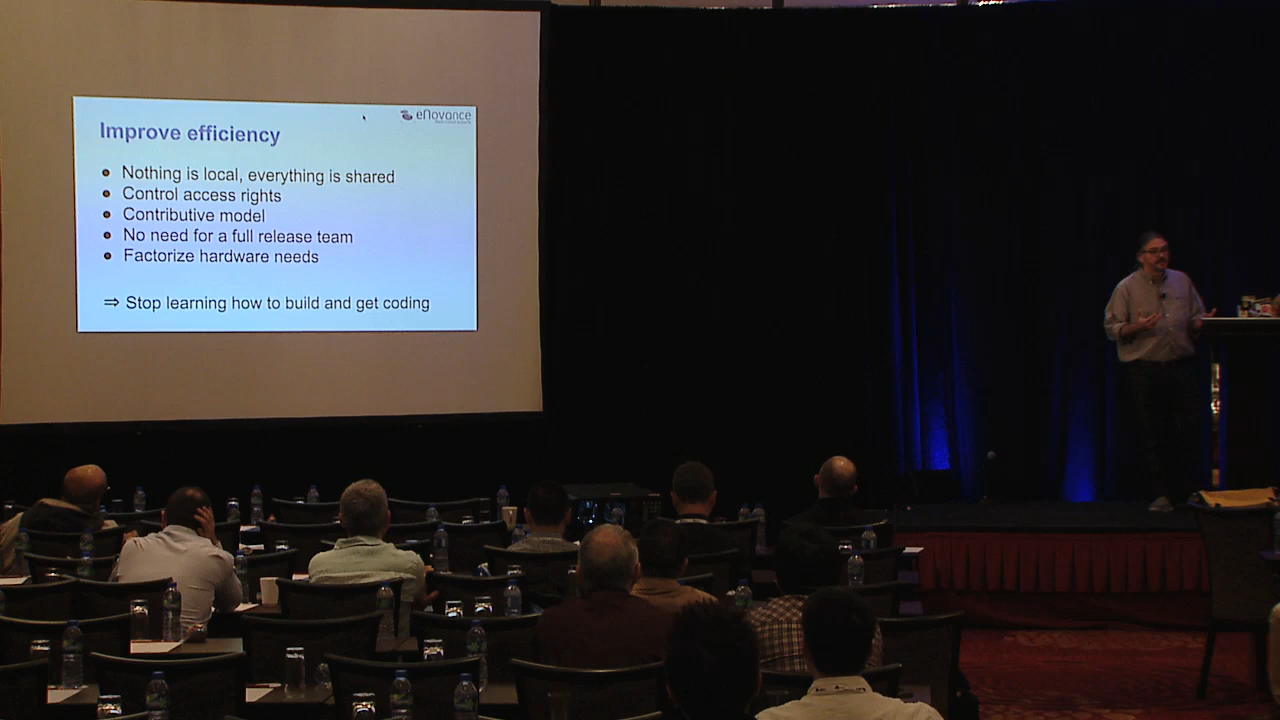 eNovance
Improve efficiency
Nothing is local, everything is shared
Control access rights
Contributive model
No need for a full release team
Factorize hardware needs
⇒ Stop learning how to build and get coding